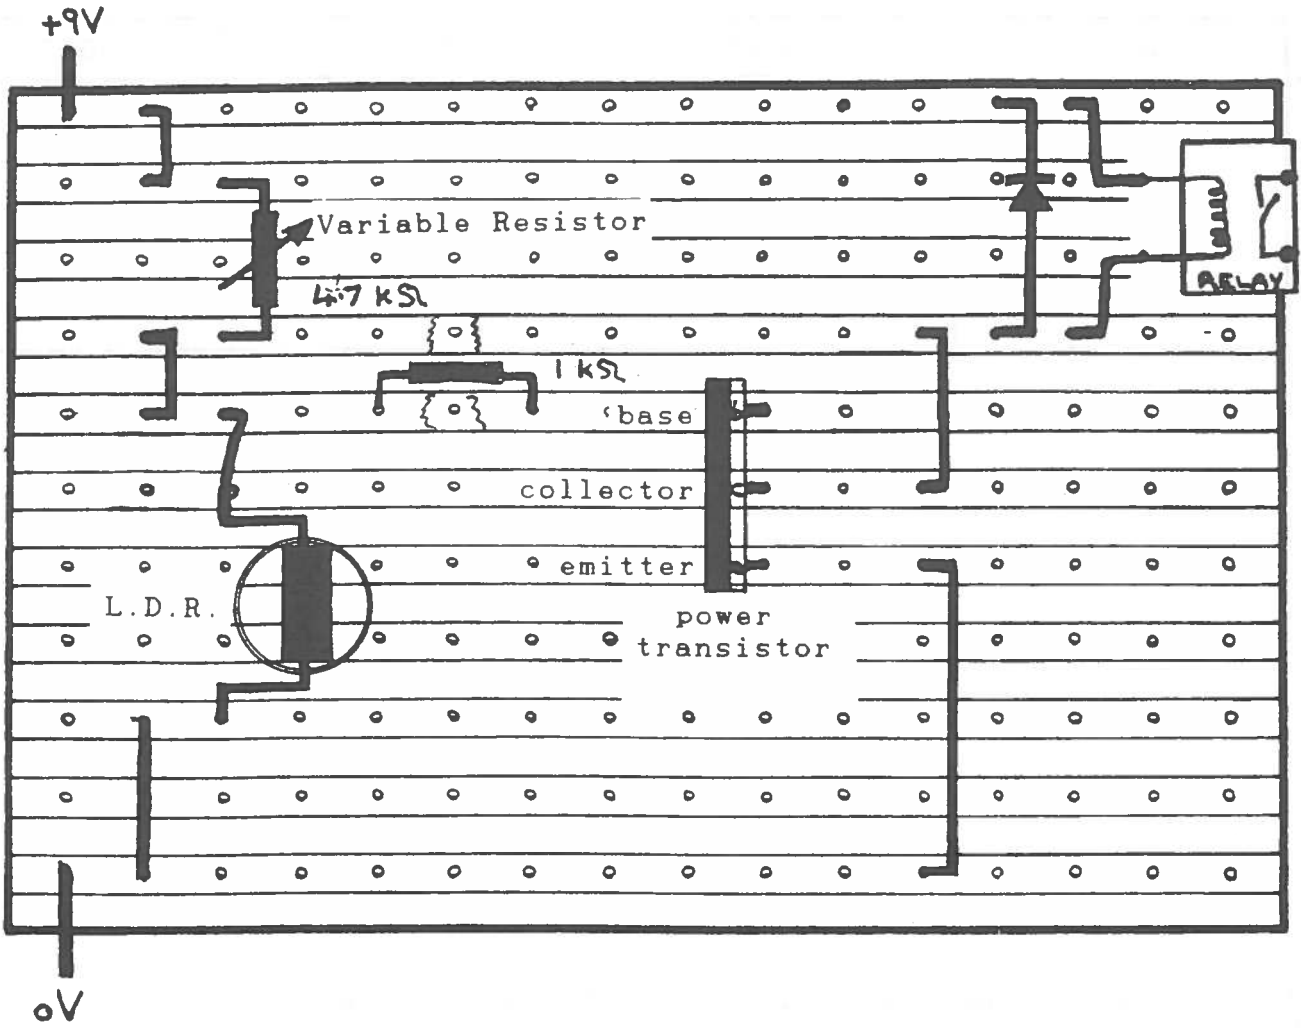 +9V
Variable Resistor
4.7 kΩ
RELAY
1 kΩ
base
collector
emitter
L.D.R.
power
transistor
0V